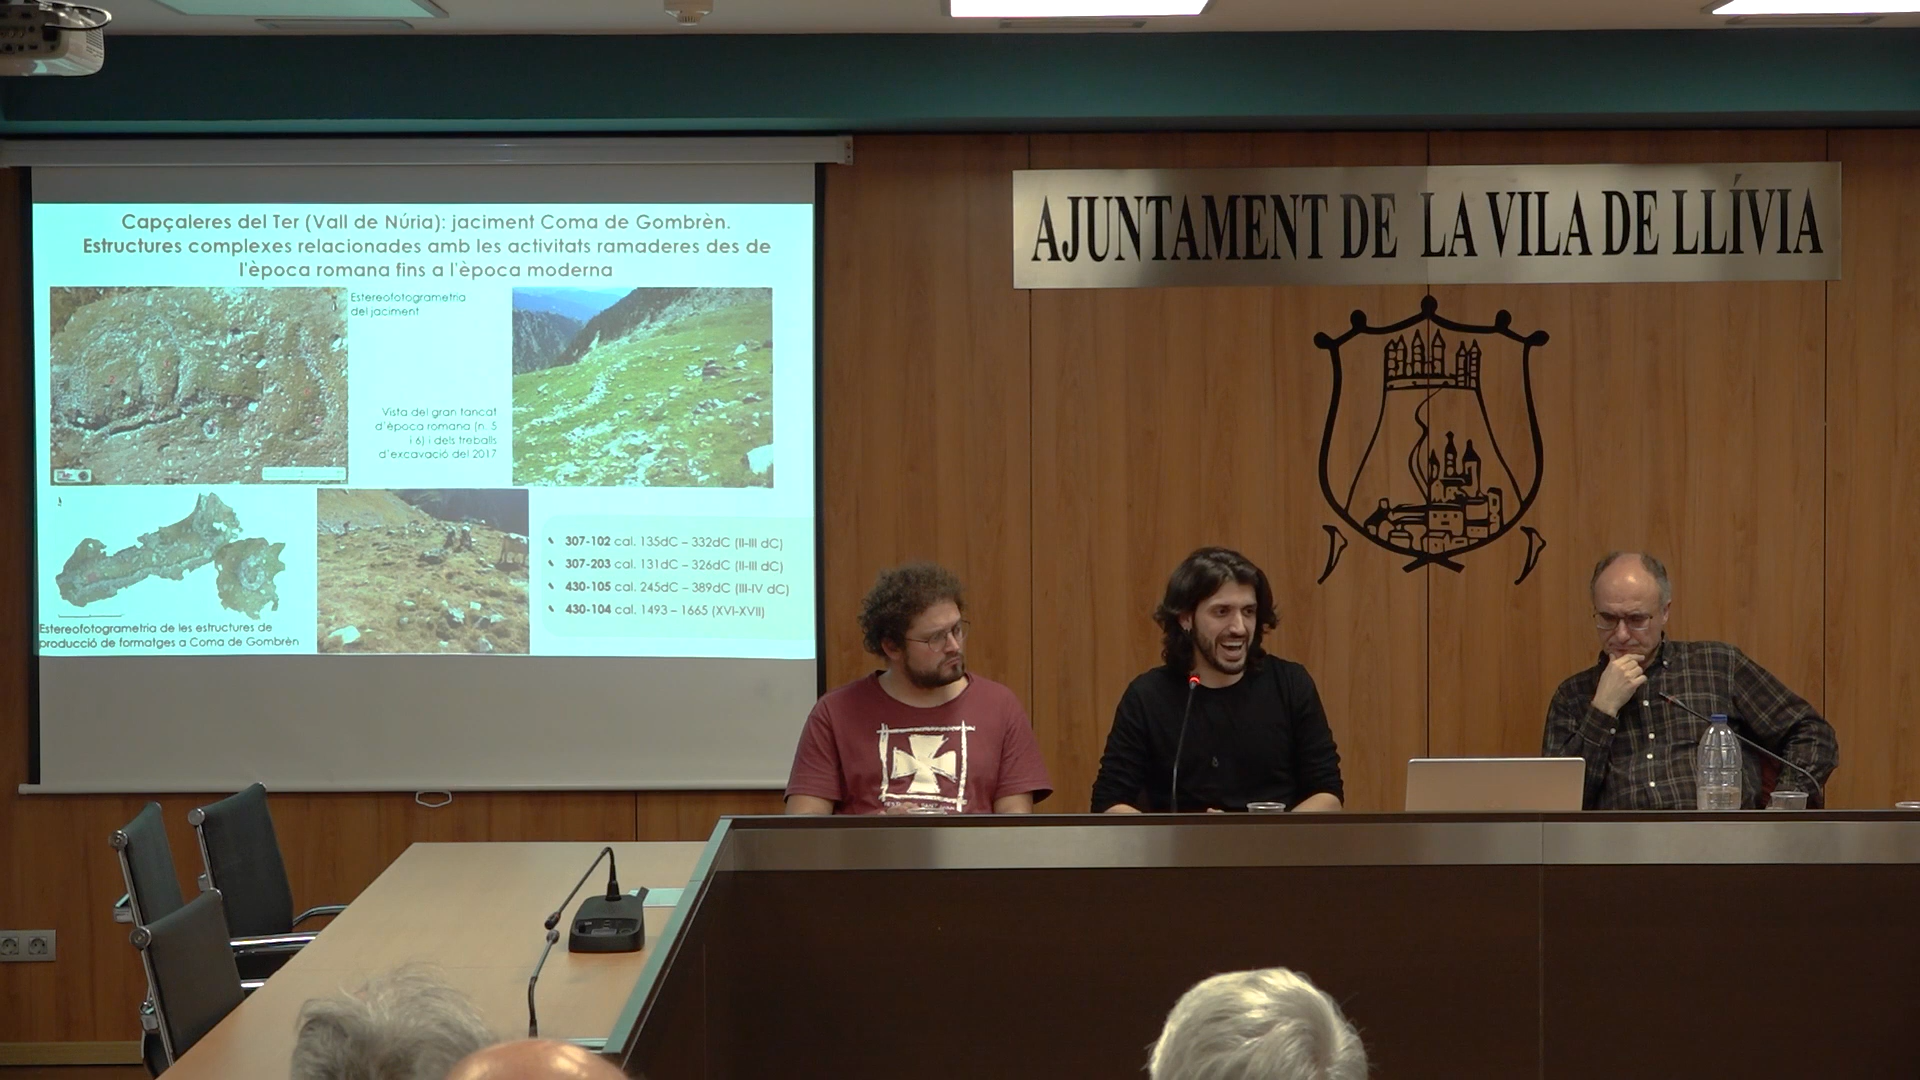 Capçaleres del Ter (Vall de Núria): jaciment Coma de Gombrèn.
Estructures complexes relacionades amb les activitats ramaderes des de
l'època romana fins a l'època moderna
Estereofotogrametria
del jaciment
Vista del gran tancat
d'època romana (n. 5
i 6) i dels treballs
d'excavació del 2017
307-102 cal. 135dC – 332dC (II-III dC)
307-203 cal. 131dC – 326dC (II-III dC)
430-105 cal. 245dC – 389dC (III-IV dC)
430-104 cal. 1493 – 1665 (XVI-XVII)
Estereofotogrametria de les estructures de
producció de formatges a Coma de Gombrèn
AJUNTAMENT DE LA VILA DE LLÍVIA